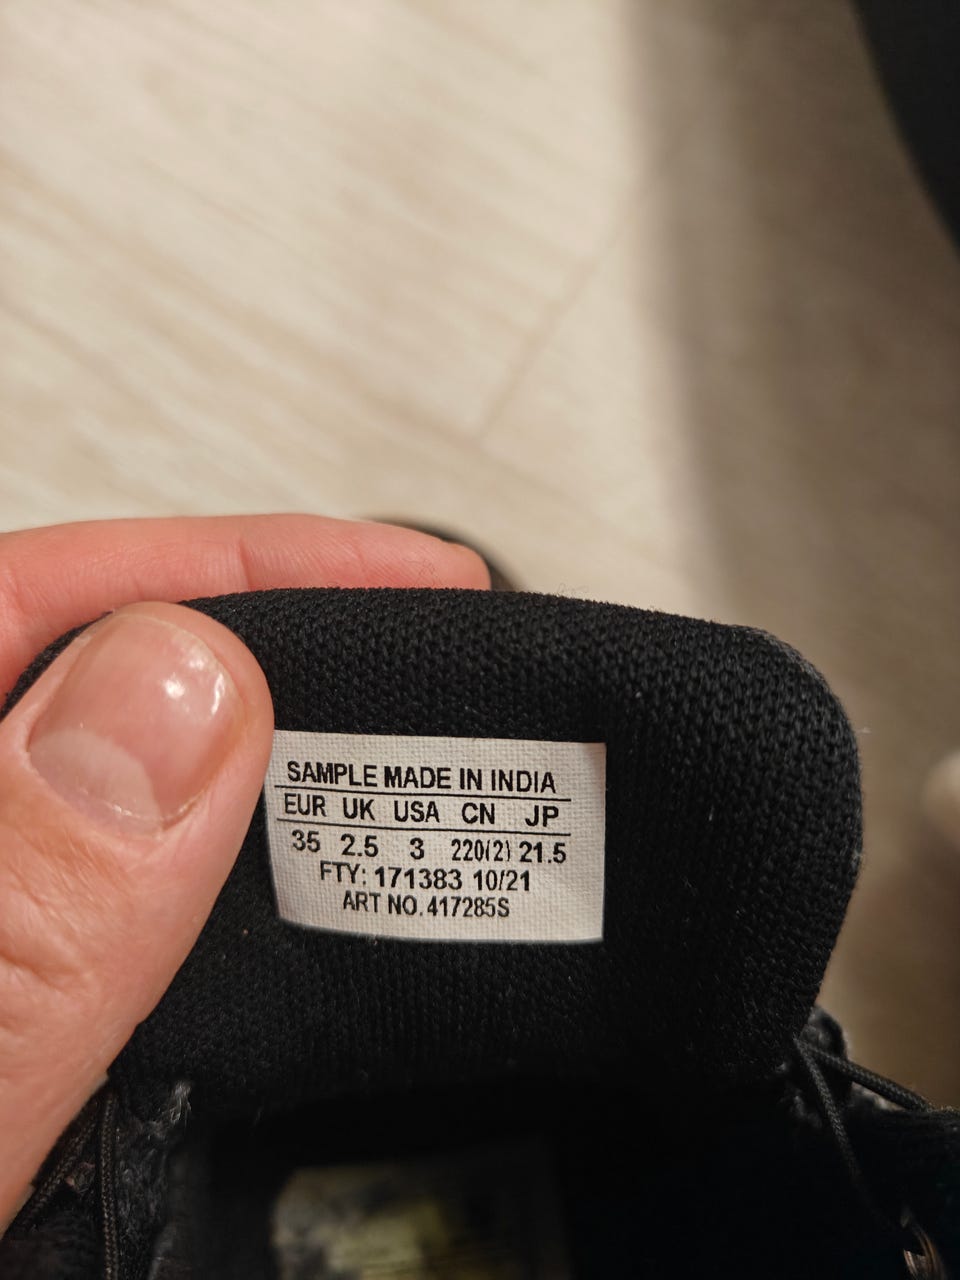 SAMPLE MADE IN INDIA
EUR UK USA CN JP
35 2.5 3 220(2) 21.5
FTY: 171383 10/21
ART NO. 417285S